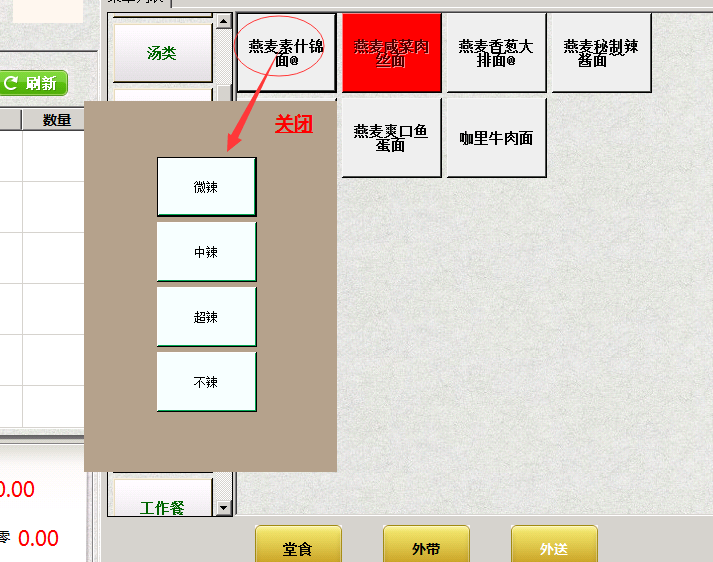 汤类
燕麦素什锦
面@
燕麦咸菜肉
丝面
燕麦香葱大
排面@
燕麦秘制辣
酱面
刷新
数量
关闭
燕麦爽口鱼
蛋面
咖里牛肉面
微辣
中辣
超辣
不辣
0.00
零 0.00
工作餐
堂食
外带
外送